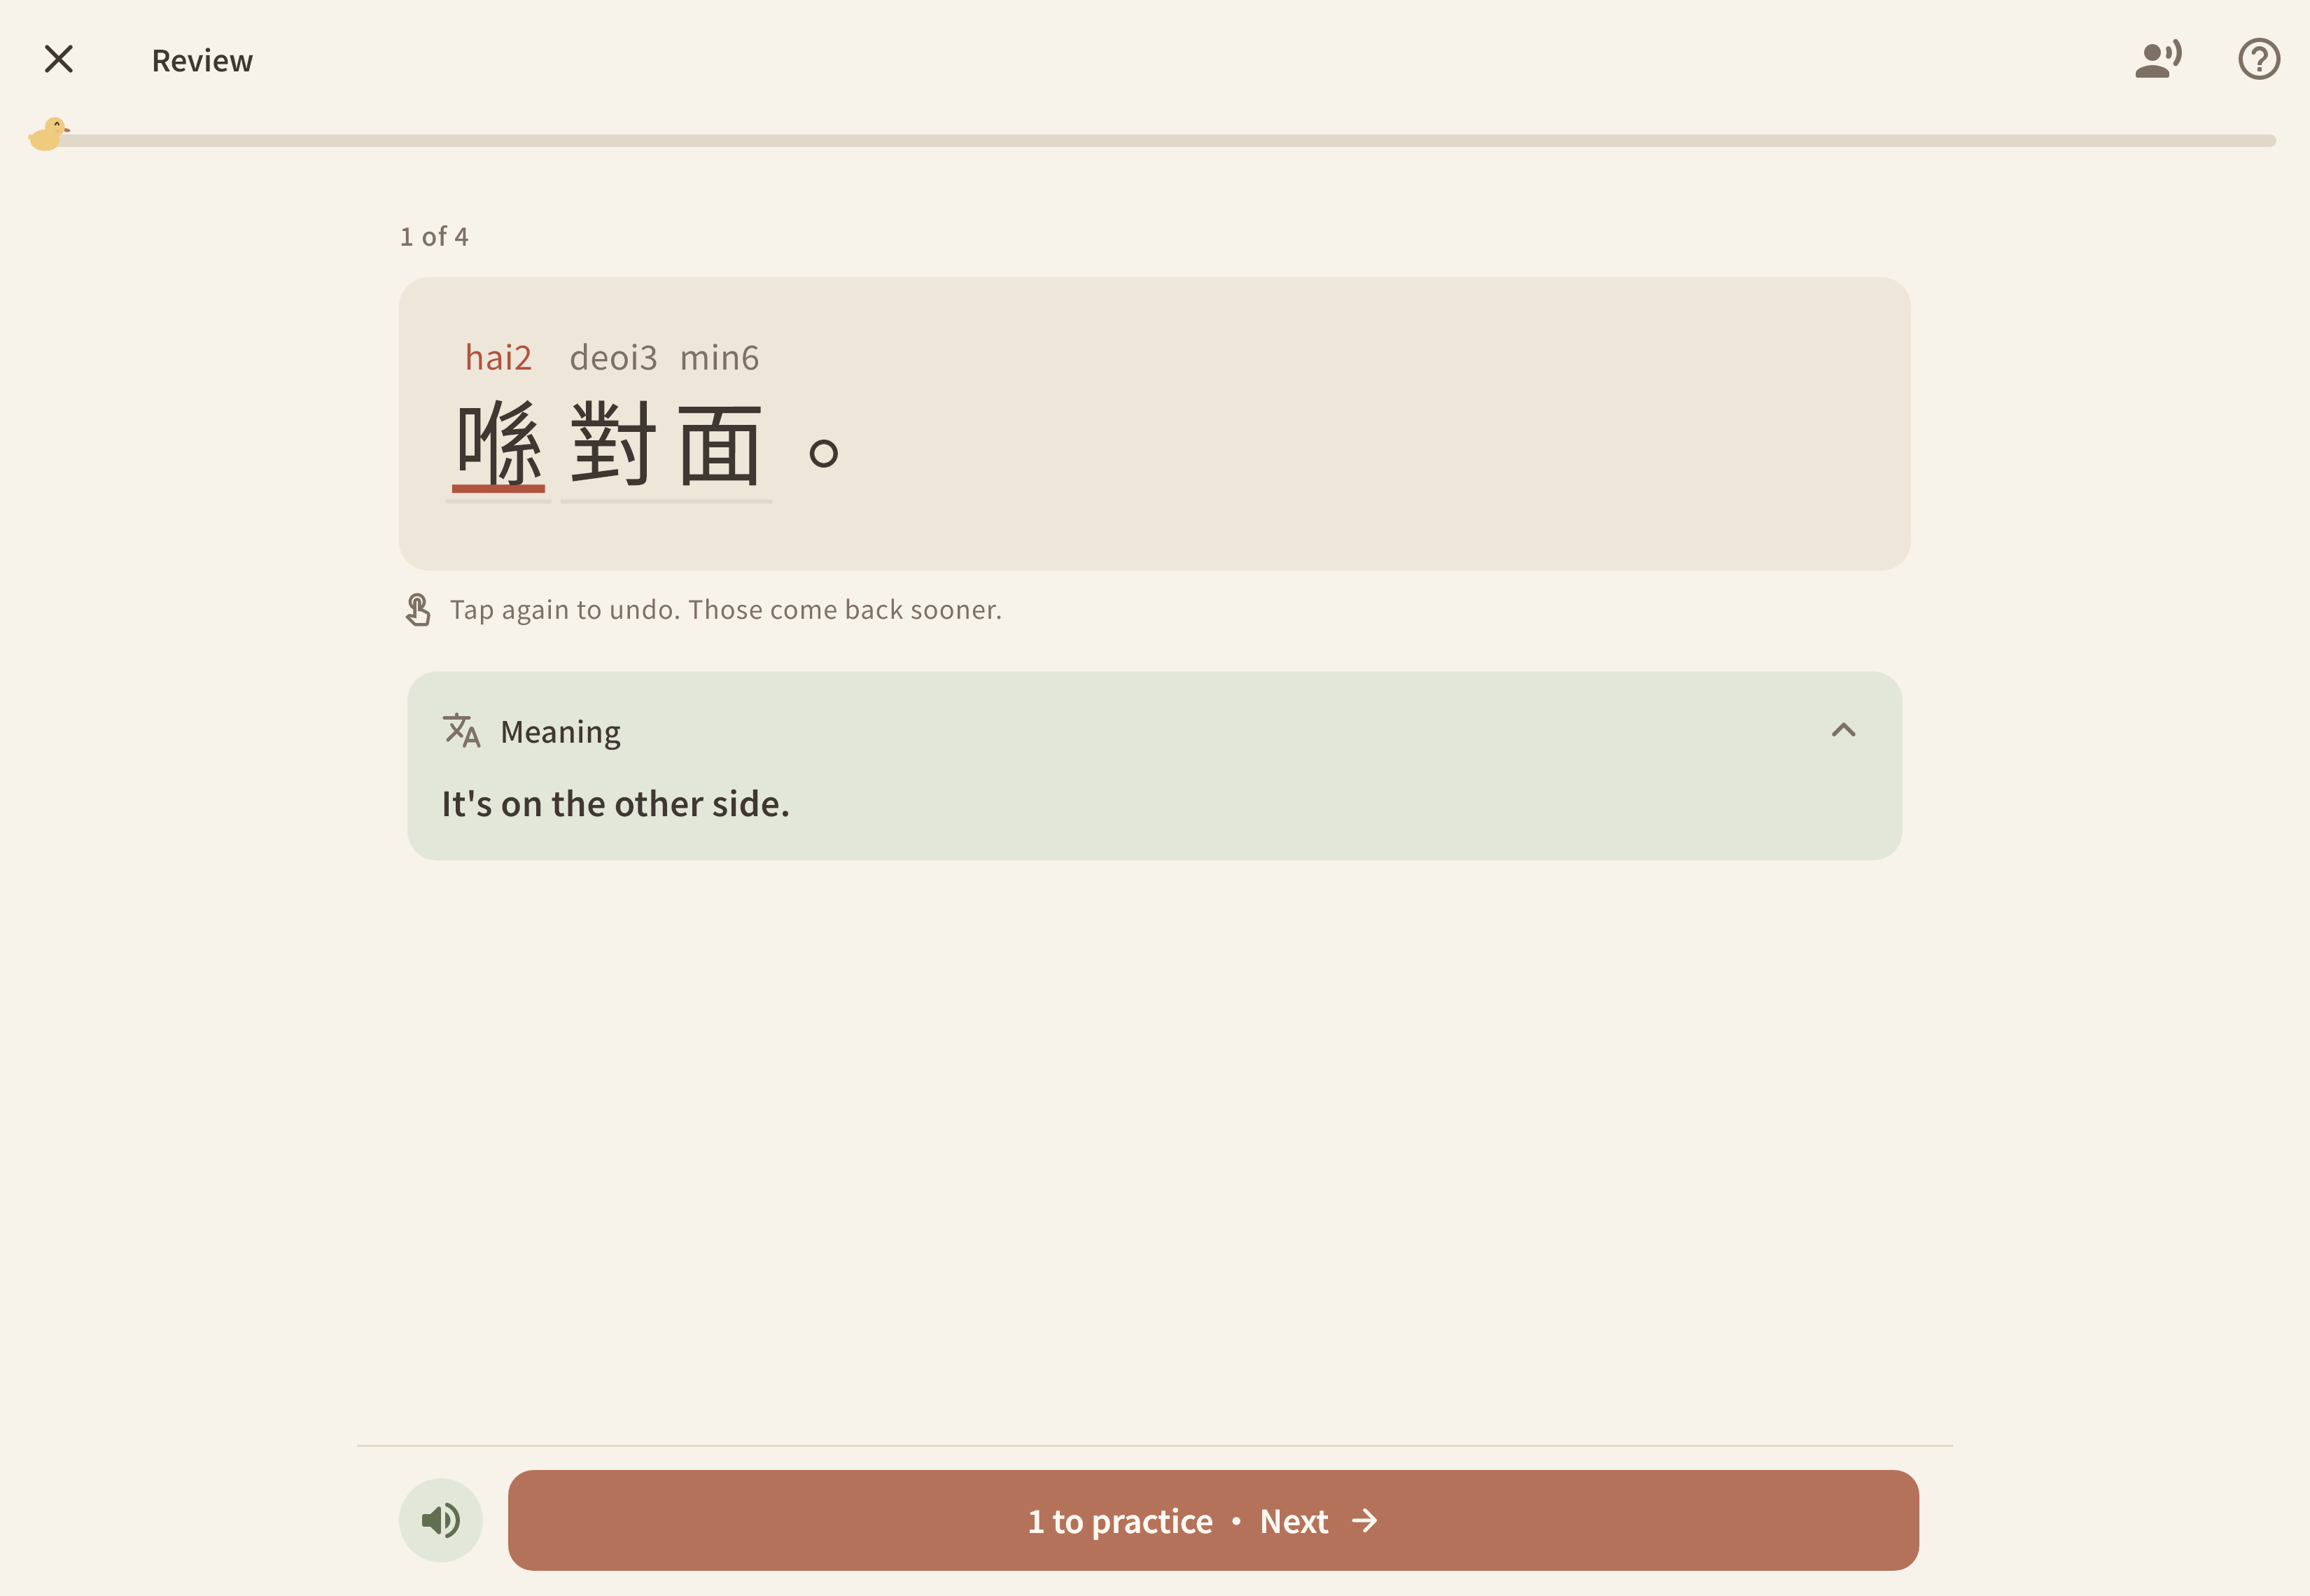 Review
1 of 4
hai2 deoi3 min6
喺對面。
Tap again to undo. Those come back sooner.
Meaning
It's on the other side.
1 to practice • Next →